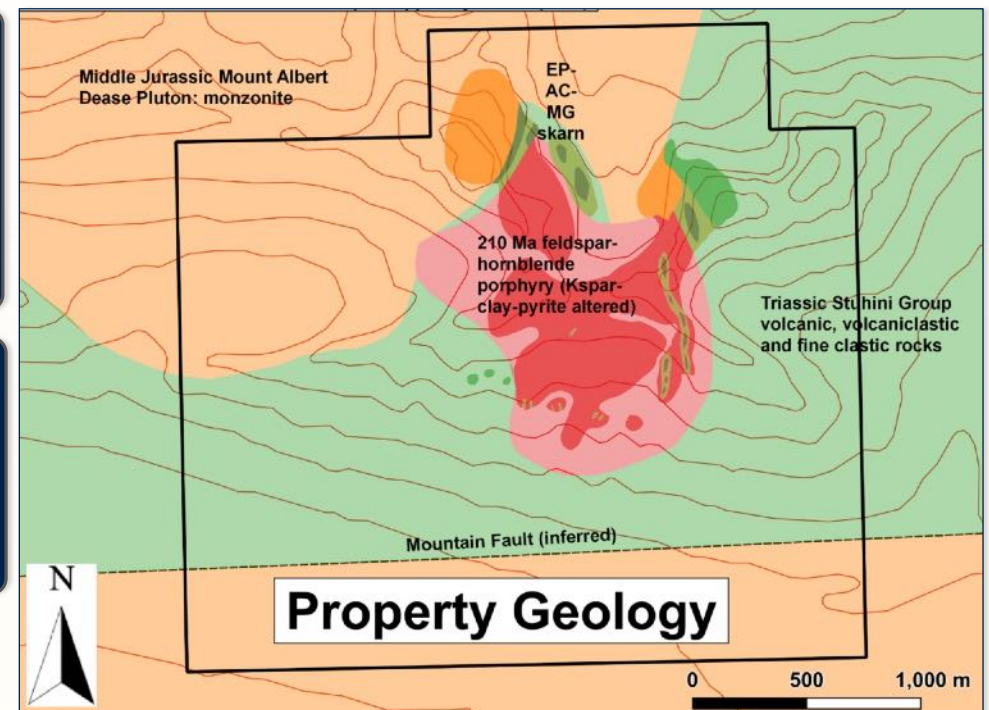 Middle Jurassic Mount Albert
Dease Pluton: monzonite
EP-
AC-
MG
skarn
210 Ma feldspar-
hornblende
porphyry (Kspar-
clay-pyrite altered)
Triassic Stuhini Group
volcanic, volcaniclastic
and fine clastic rocks
Mountain Fault (inferred)
N
Property Geology
0 500 1,000 m